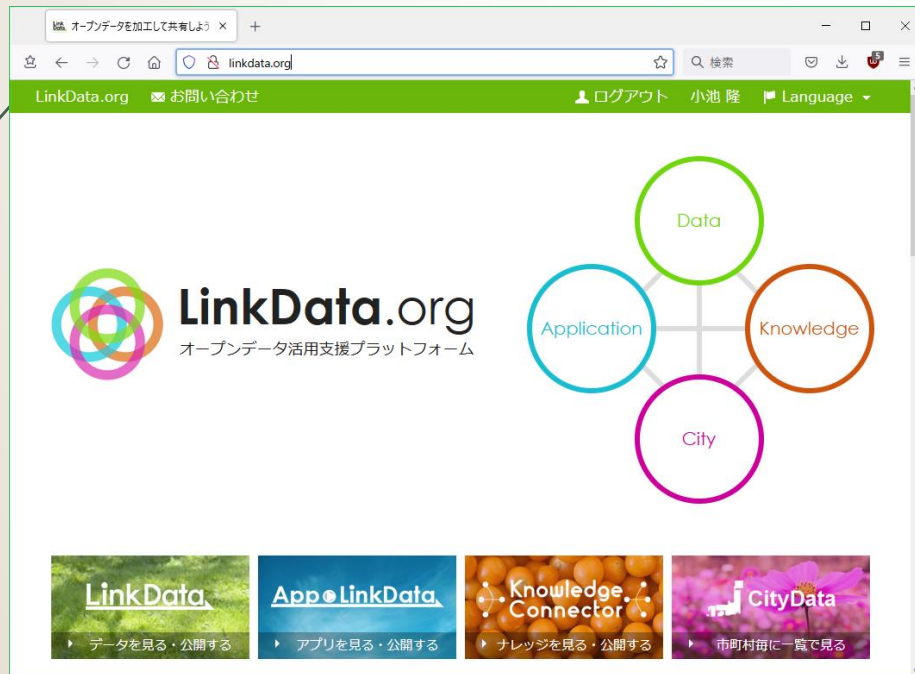 オープンデータを加工して共有しよう
linkdata.org
検索
5
LinkData.org お問い合わせ ログアウト 小池 隆 Language
Data
Application
Knowledge
City
LinkData.org
オープンデータ活用支援プラットフォーム
LinkData
データを見る・公開する
AppLinkData
アプリを見る・公開する
Knowledge
Connector
ナレッジを見る・公開する
CityData
市町村毎に一覧で見る